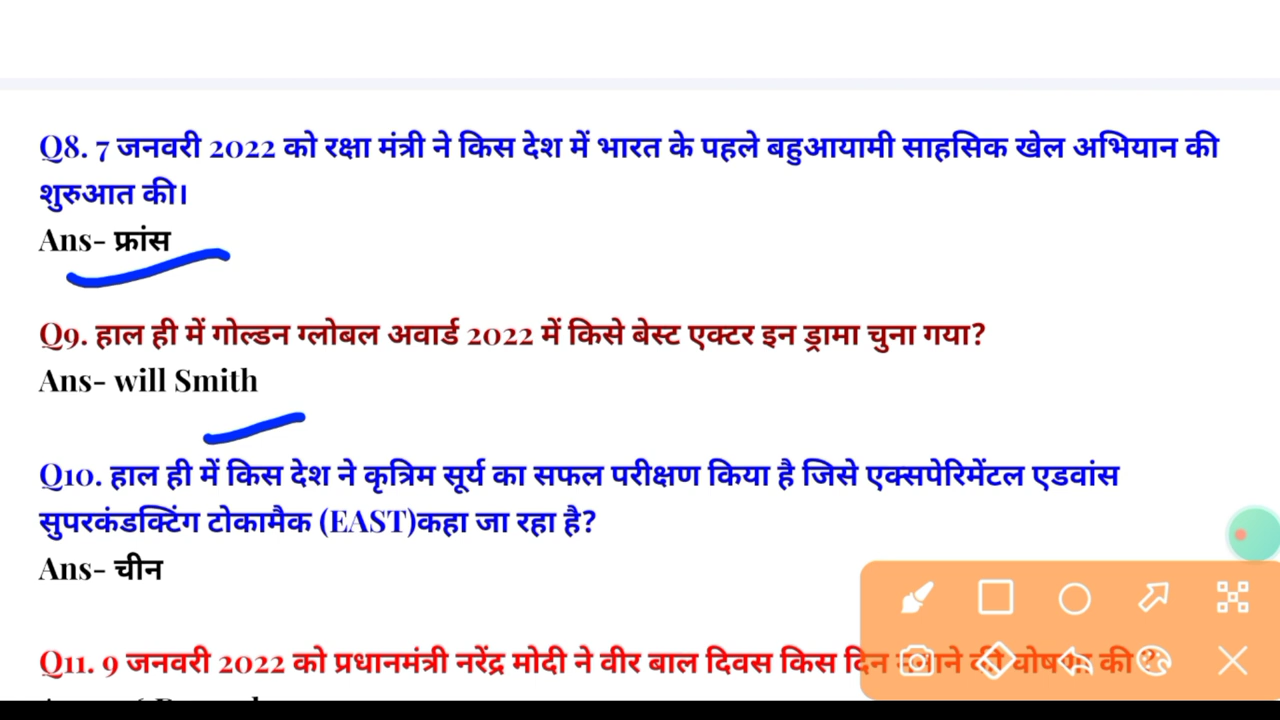 Q8. 7 जनवरी 2022 को रक्षा मंत्री ने किस देश में भारत के पहले बहुआयामी साहसिक खेल अभियान की
शुरुआत की।
Ans- फ्रांस
Q9. हाल ही में गोल्डन ग्लोबल अवार्ड 2022 में किसे बेस्ट एक्टर इन ड्रामा चुना गया?
Ans- will Smith
Q10. हाल ही में किस देश ने कृत्रिम सूर्य का सफल परीक्षण किया है जिसे एक्सपेरिमेंटल एडवांस
सुपरकंडक्टिंग टोकामैक (EAST)कहा जा रहा है?
Ans- चीन
Q11. 9 जनवरी 2022 को प्रधानमंत्री नरेंद्र मोदी ने वीर बाल दिवस किस दिन की घोषणा की ?